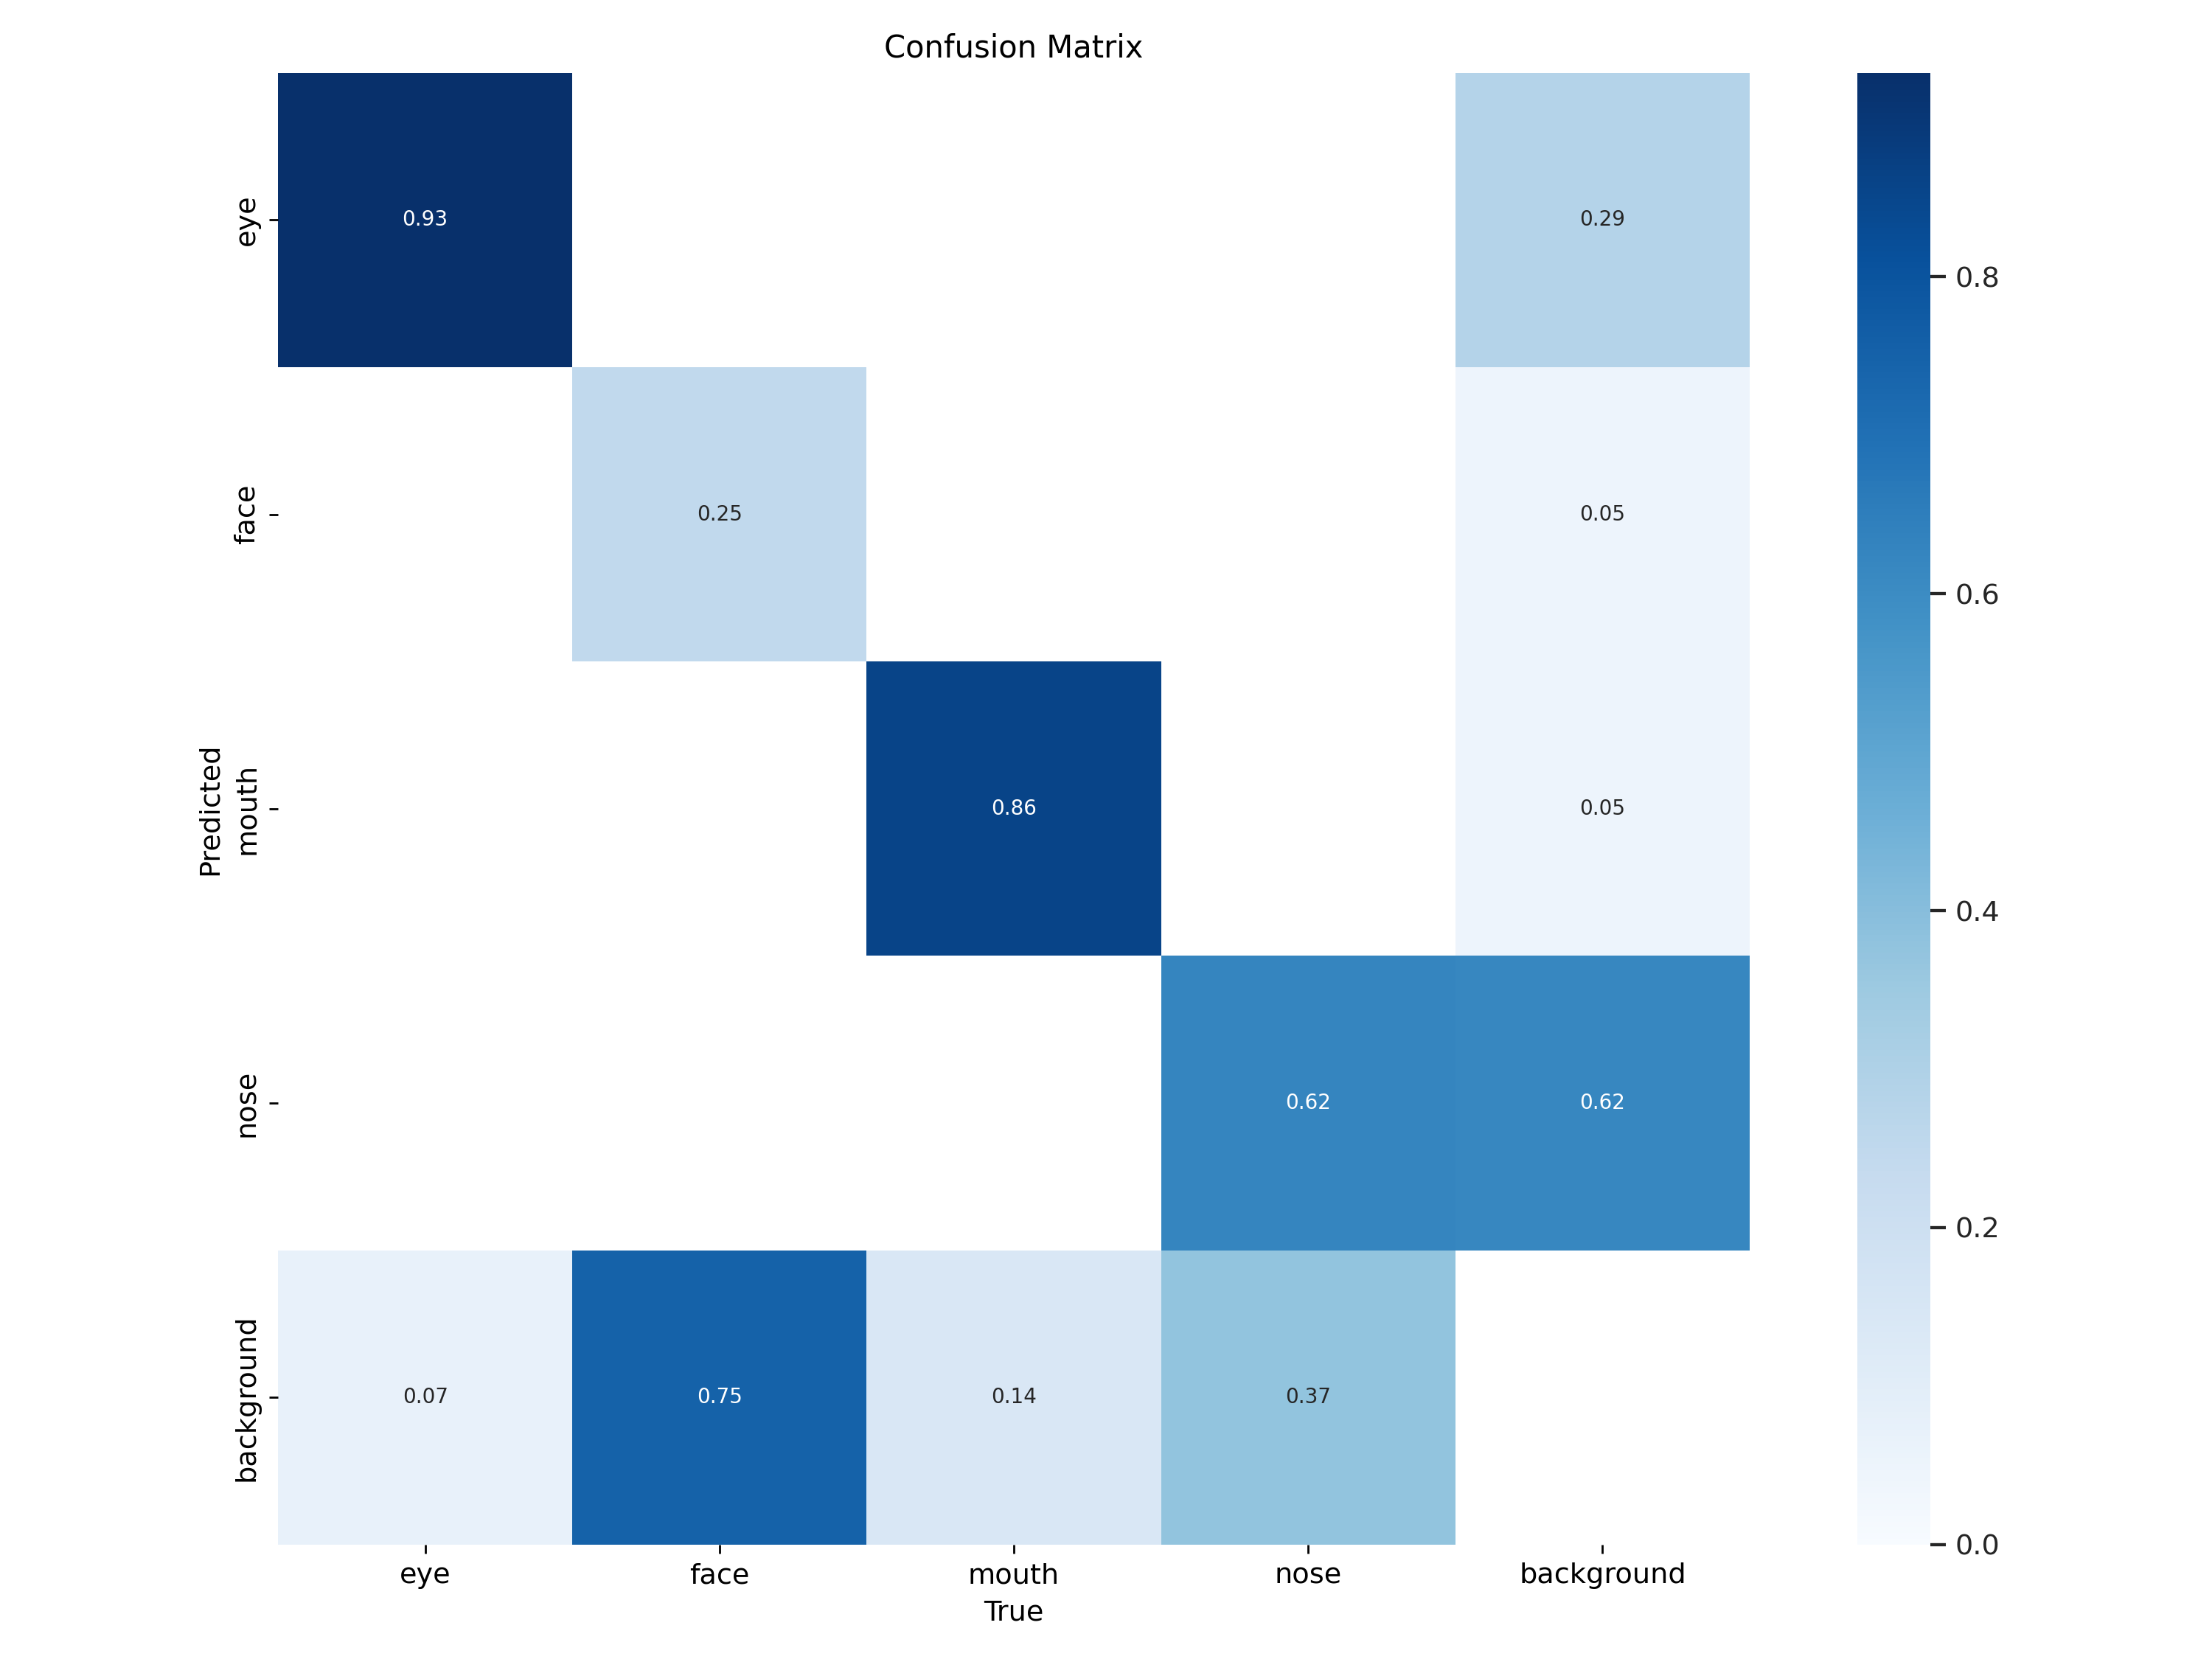 Confusion Matrix
eye
0.93
0.29
face
0.25
0.05
Predicted
mouth
0.86
0.05
nose
0.62
0.62
background
0.07
0.75
0.14
0.37
eye face mouth nose background
True
0.8
0.6
0.4
0.2
0.0